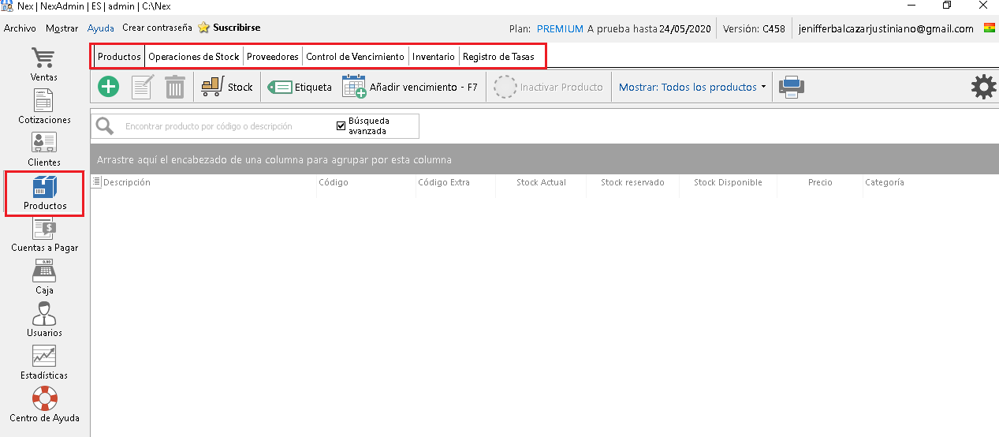 Nex | NexAdmin | ES | admin | C:\Nex
Archivo Mostrar Ayuda Crear contraseña Suscribirse Plan: PREMIUM A prueba hasta 24/05/2020 Versión: C458 jenifferbalcazarjustiniano@gmail.com
Ventas
Cotizaciones
Clientes
Productos
Cuentas a Pagar
Caja
Usuarios
Estadísticas
Centro de Ayuda
Productos Operaciones de Stock Proveedores Control de Vencimiento Inventario Registro de Tasas
Stock Etiqueta Añadir vencimiento - F7 Inactivar Producto Mostrar: Todos los productos
Encontrar producto por código o descripción
Búsqueda
avanzada
Arrastre aquí el encabezado de una columna para agrupar por esta columna
Descripción Código Código Extra Stock Actual Stock reservado Stock Disponible Precio Categoría